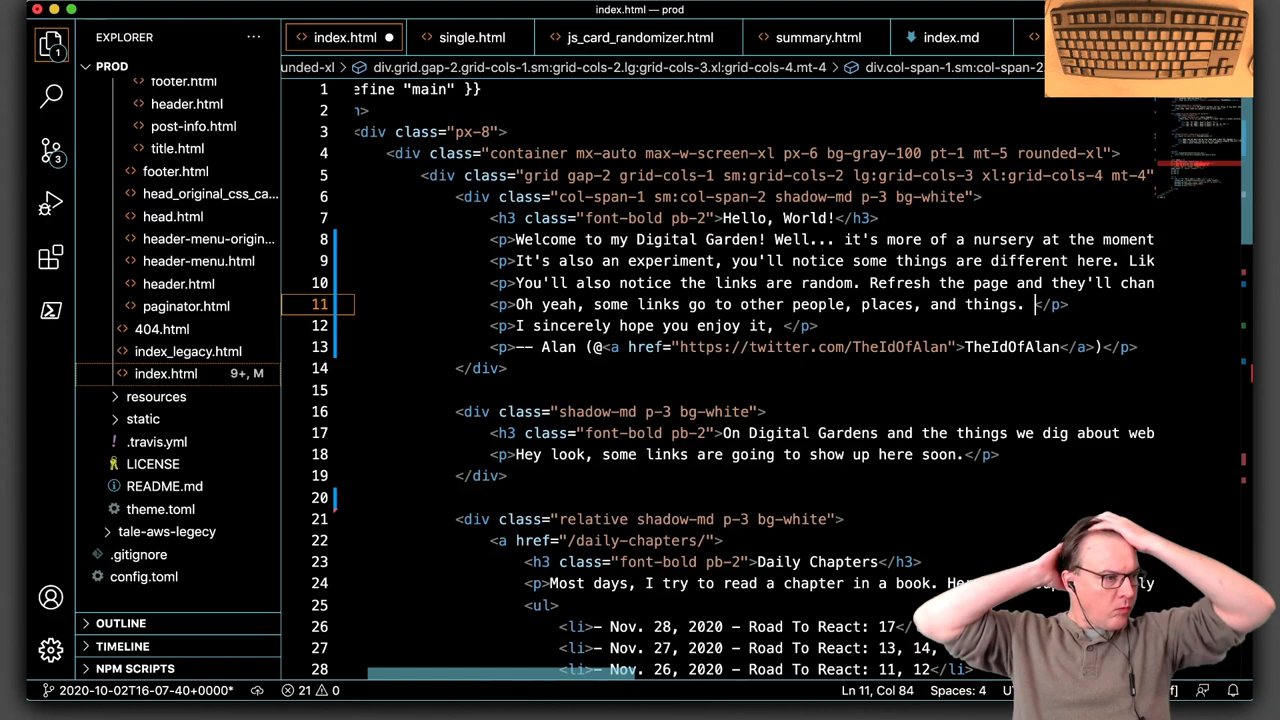 index.html — prod
EXPLORER
PROD
footer.html
header.html
post-info.html
title.html
footer.html
head_original_css_ca...
head.html
header-menu-origin...
header-menu.html
header.html
paginator.html
404.html
index_legacy.html
index.html 9+, M
resources
static
.travis.yml
LICENSE
README.md
theme.toml
tale-aws-legacy
.gitignore
config.toml
OUTLINE
TIMELINE
NPM SCRIPTS
1
3
index.html
single.html
js_card_randomizer.html
summary.html
index.md
unded-xl > div.grid.gap-2.grid-cols-1.sm:grid-cols-2.lg:grid-cols-3.xl:grid-cols-4.mt-4 > div.col-span-1.sm:col-span-2.
1 efine "main" }}
2 >
3 <div class="px-8">
4 <div class="container mx-auto max-w-screen-xl px-6 bg-gray-100 pt-1 mt-5 rounded-xl">
5 <div class="grid gap-2 grid-cols-1 sm:grid-cols-2 lg:grid-cols-3 xl:grid-cols-4 mt-4"
6 <div class="col-span-1 sm:col-span-2 shadow-md p-3 bg-white">
7 <h3 class="font-bold pb-2">Hello, World!</h3>
8 <p>Welcome to my Digital Garden! Well... it's more of a nursery at the moment
9 <p>It's also an experiment, you'll notice some things are different here. Lik
10 <p>You'll also notice the links are random. Refresh the page and they'll chan
11 <p>Oh yeah, some links go to other people, places, and things. </p>
12 <p>I sincerely hope you enjoy it, </p>
13 <p>-- Alan (@<a href="https://twitter.com/TheIdOfAlan">TheIdOfAlan</a>)</p>
14 </div>
15
16 <div class="shadow-md p-3 bg-white">
17 <h3 class="font-bold pb-2">On Digital Gardens and the things we dig about web
18 <p>Hey look, some links are going to show up here soon.</p>
19 </div>
20
21 <div class="relative shadow-md p-3 bg-white">
22 <a href="/daily-chapters/">
23 <h3 class="font-bold pb-2">Daily Chapters</h3>
24 <p>Most days, I try to read a chapter in a book.
25 <ul>
26 <li>- Nov. 28, 2020 - Road To React: 17</
27 <li>- Nov. 27, 2020 - Road To React: 13, 14,
28 <li>- Nov. 26, 2020 - Road To React: 11, 12</li>
2020-10-02T16-07-40+0000* 21 0
Ln 11, Col 84 Spaces: 4